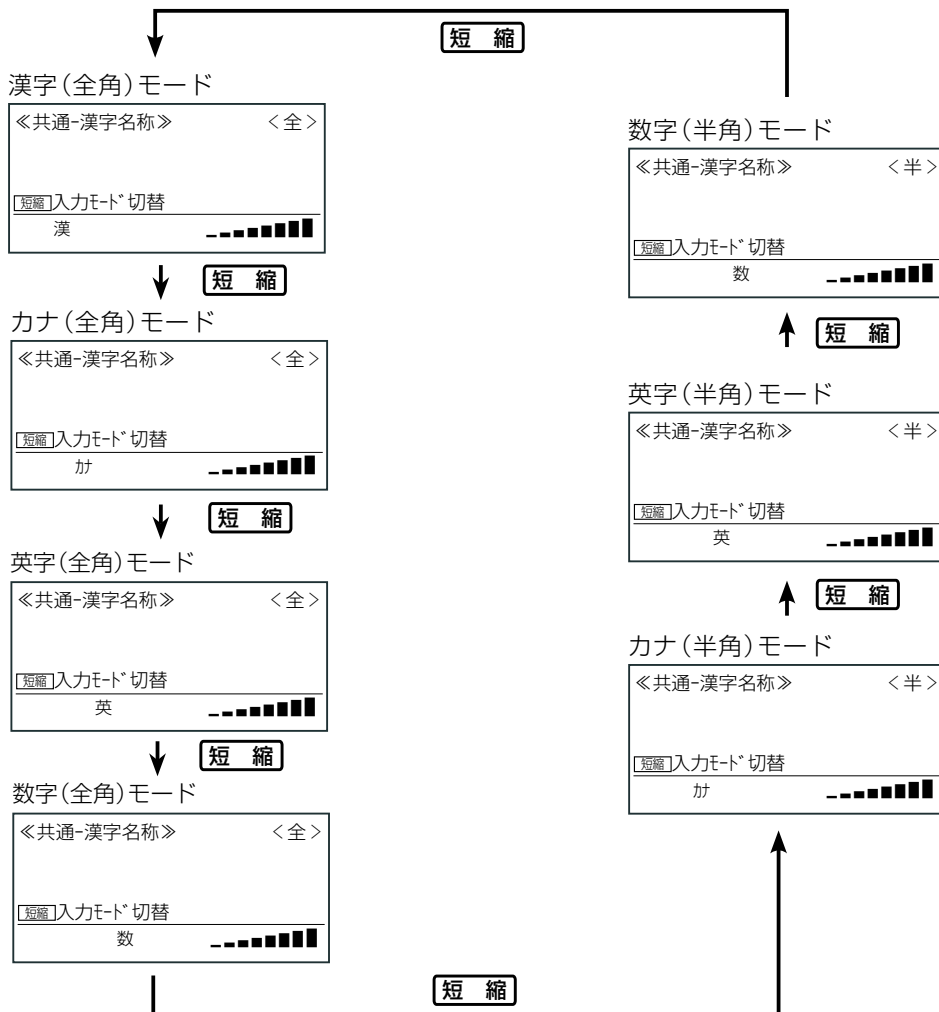 短 縮
漢字(全角)モード
≪共通-漢字名称≫ <全>
短縮入力ﾓｰﾄﾞ切替
漢
短 縮
カナ(全角)モード
≪共通-漢字名称≫ <全>
短縮入力ﾓｰﾄﾞ切替
ｶﾅ
短 縮
英字(全角)モード
≪共通-漢字名称≫ <全>
短縮入力ﾓｰﾄﾞ切替
英
短 縮
数字(全角)モード
≪共通-漢字名称≫ <全>
短縮入力ﾓｰﾄﾞ切替
数
短 縮
数字(半角)モード
≪共通-漢字名称≫ <半>
短縮入力ﾓｰﾄﾞ切替
数
短 縮
英字(半角)モード
≪共通-漢字名称≫ <半>
短縮入力ﾓｰﾄﾞ切替
英
短 縮
カナ(半角)モード
≪共通-漢字名称≫ <半>
短縮入力ﾓｰﾄﾞ切替
ｶﾅ